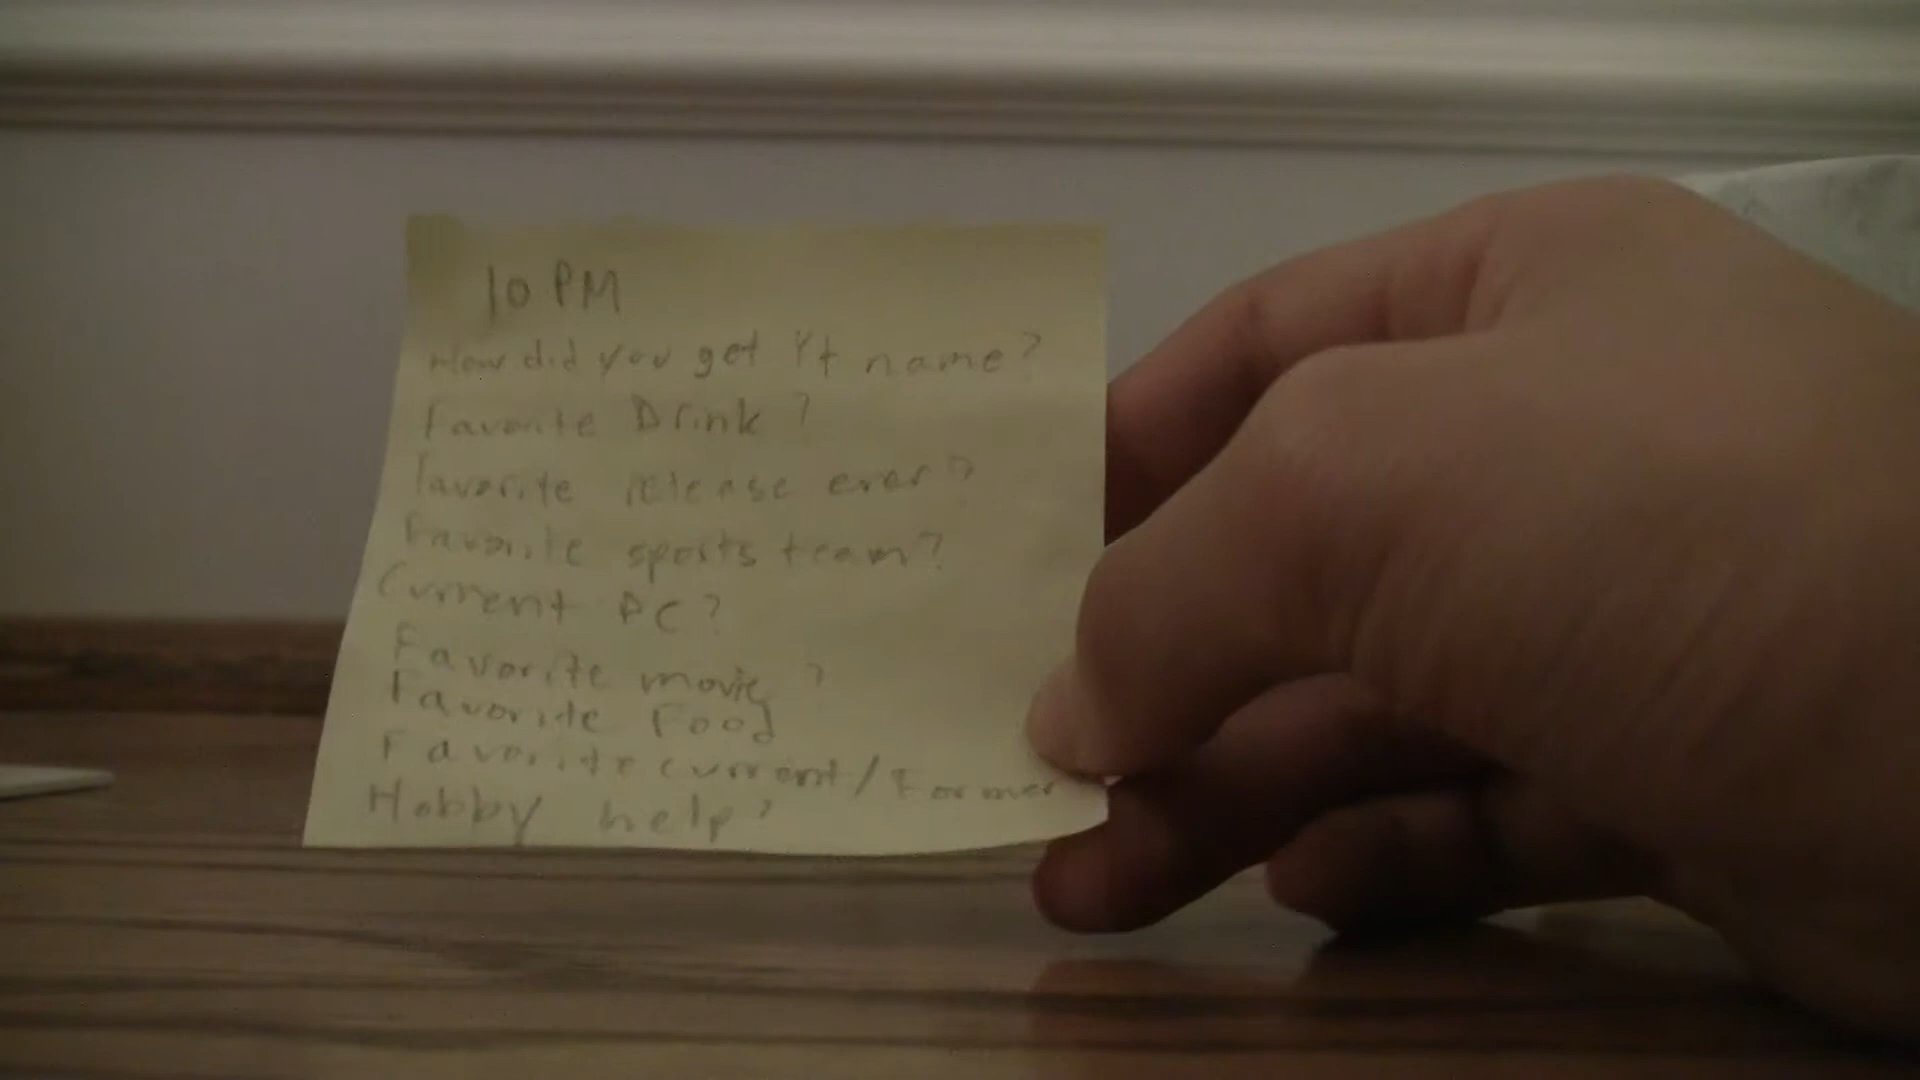 10 PM
How did you get Yt name?
Favorite Drink?
Favorite release ever?
Favorite sports team?
Current PC?
Favorite movie?
Favorite Food
Favorite current/Former
Hobby help?